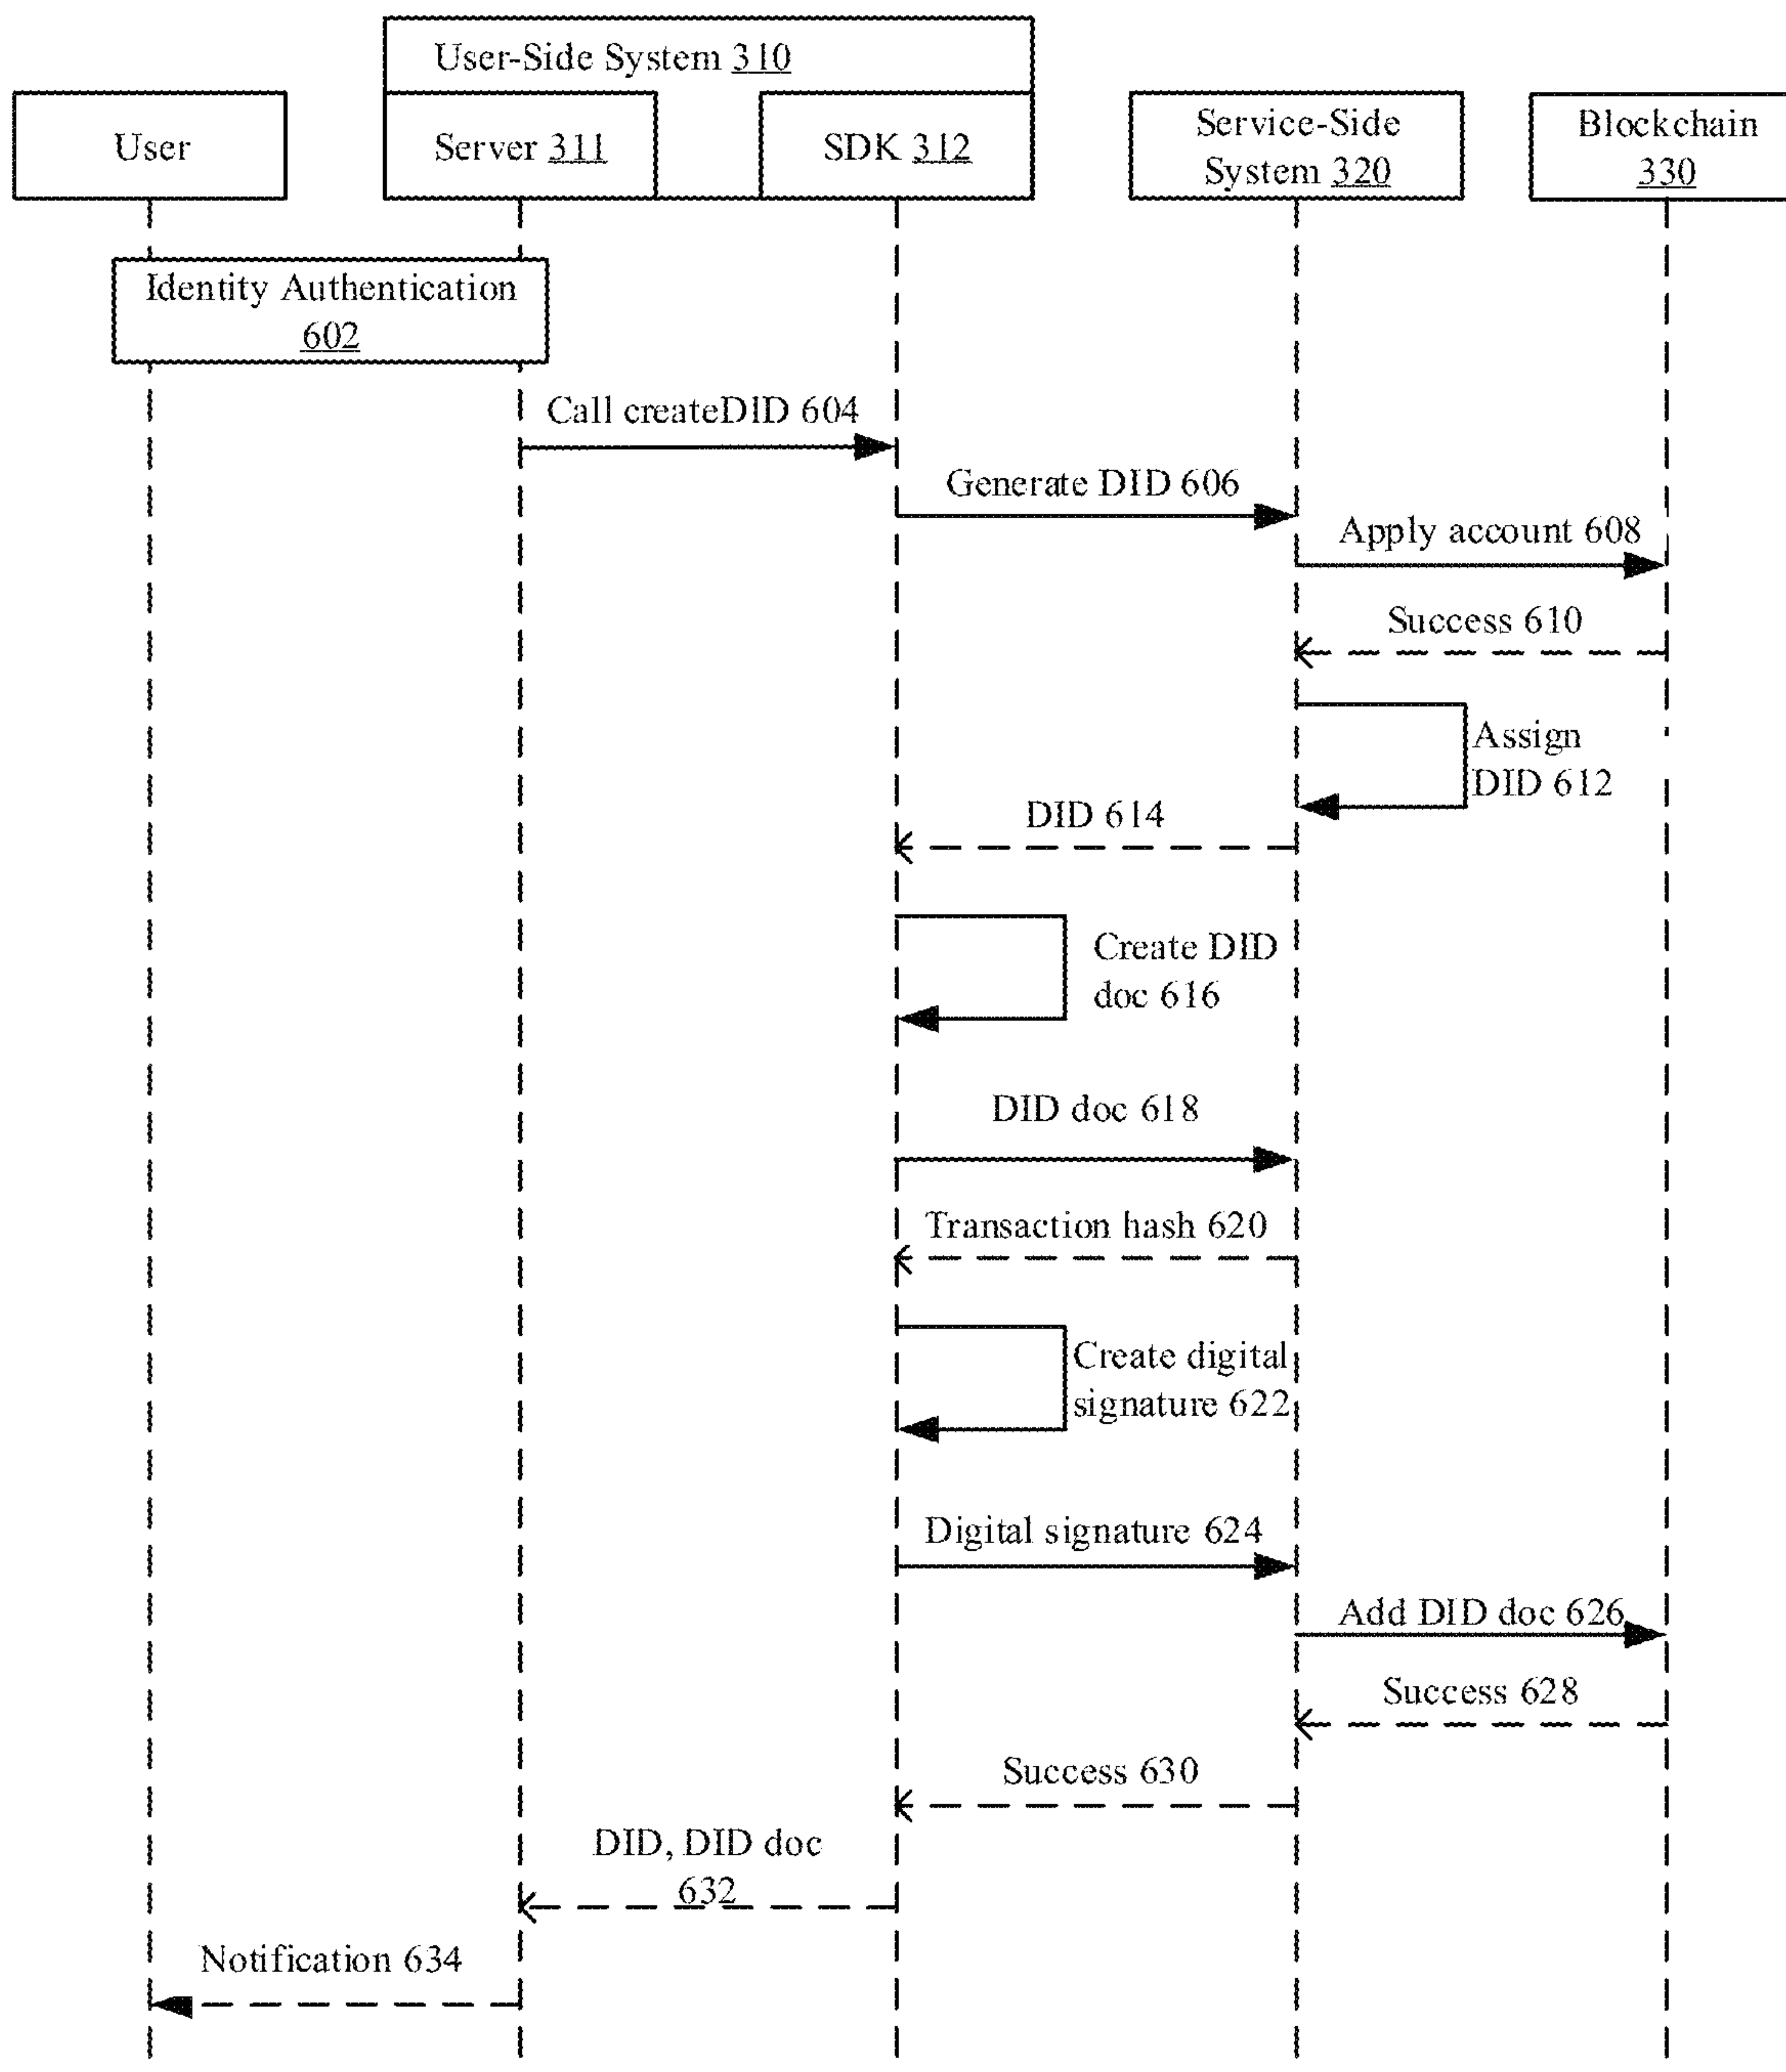 User-Side System 310
User
Server 311
SDK 312
Service-Side
System 320
Blockchain
330
Identity Authentication
602
Call createDID 604
Generate DID 606
Apply account 608
Success 610
Assign
DID 612
DID 614
Create DID
doc 616
DID doc 618
Transaction hash 620
Create digital
signature 622
Digital signature 624
Add DID doc 626
Success 628
Success 630
DID, DID doc
632
Notification 634